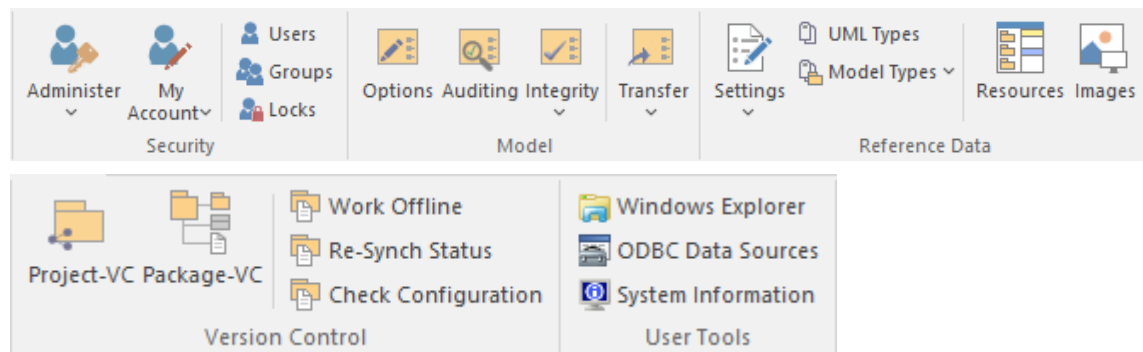 Administer
My Account
Users
Groups
Locks
Security
Options
Auditing
Integrity
Transfer
Model
Settings
UML Types
Model Types
Resources
Images
Reference Data
Project-VC
Package-VC
Work Offline
Re-Synch Status
Check Configuration
Version Control
Windows Explorer
ODBC Data Sources
System Information
User Tools